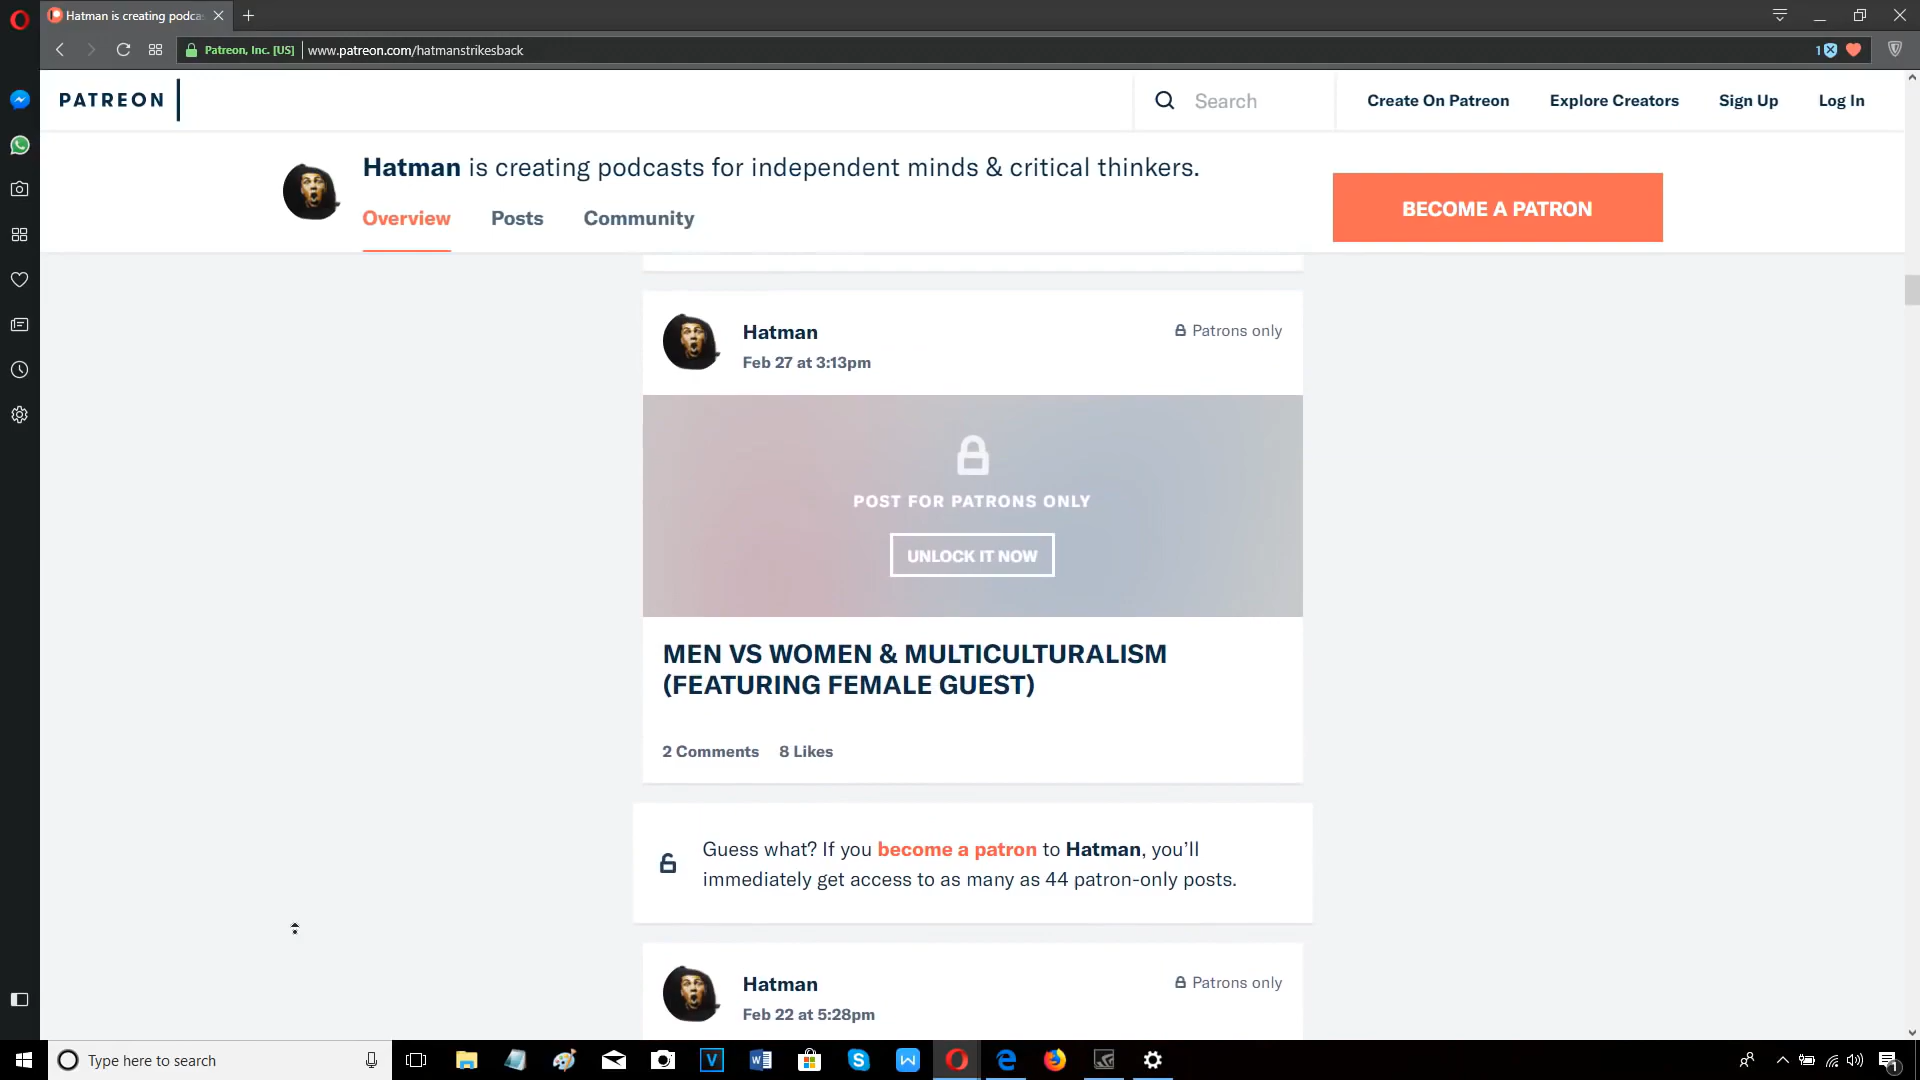 Hatman is creating podca
Patreon, Inc. [US]
www.patreon.com/hatmanstrikesback
1
PATREON
Search
Create On Patreon
Explore Creators
Sign Up
Log In
Hatman is creating podcasts for independent minds & critical thinkers.
Overview
Posts
Community
BECOME A PATRON
Hatman
Patrons only
Feb 27 at 3:13pm
POST FOR PATRONS ONLY
UNLOCK IT NOW
MEN VS WOMEN & MULTICULTURALISM
(FEATURING FEMALE GUEST)
2 Comments
8 Likes
Guess what? If you become a patron to Hatman, you’ll
immediately get access to as many as 44 patron-only posts.
Hatman
Patrons only
Feb 22 at 5:28pm
Type here to search
1